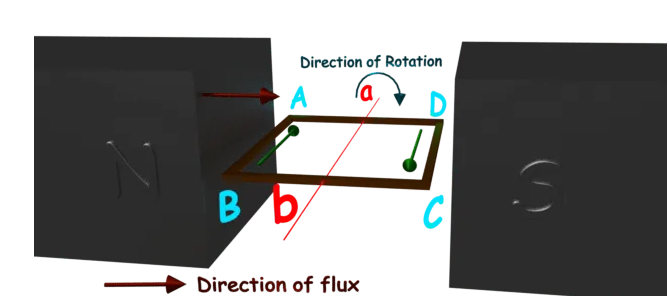 Direction of Rotation
a
A
D
N
S
B
b
C
Direction of flux